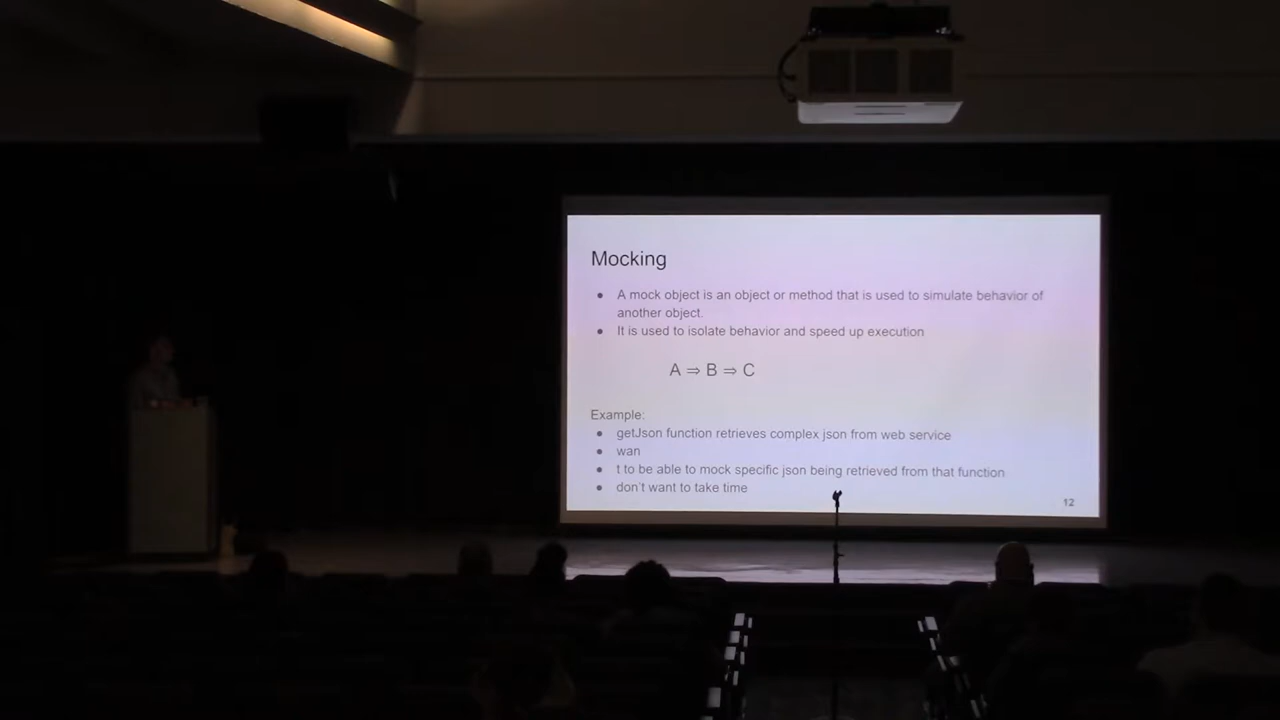 Mocking
● A mock object is an object or method that is used to simulate behavior of
another object.
● It is used to isolate behavior and speed up execution
A ⇒ B ⇒ C
Example:
● getJson function retrieves complex json from web service
● wan
● t to be able to mock specific json being retrieved from that function
● don't want to take time
12